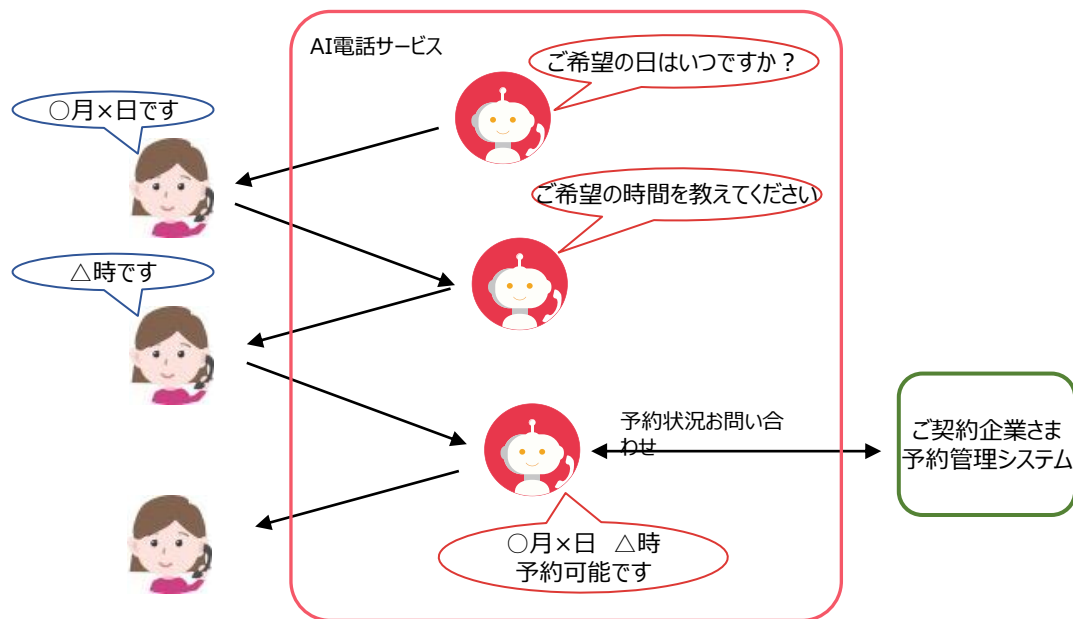 AI電話サービス
ご希望の日はいつですか？
○月×日です
ご希望の時間を教えてください
△時です
予約状況お問い合
わせ
ご契約企業さま
予約管理システム
○月×日　△時
予約可能です